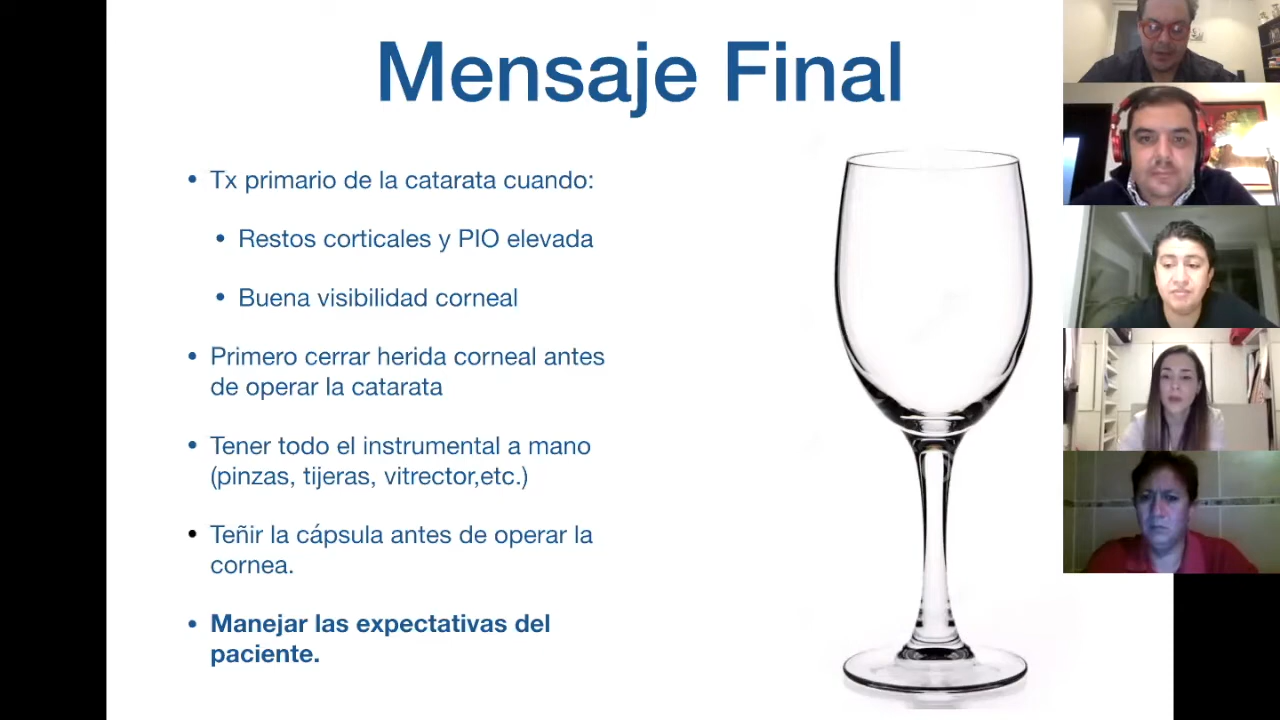 Mensaje Final
Tx primario de la catarata cuando:
Restos corticales y PIO elevada
Buena visibilidad corneal
Primero cerrar herida corneal antes
de operar la catarata
Tener todo el instrumental a mano
(pinzas, tijeras, vitrector,etc.)
Teñir la cápsula antes de operar la
cornea.
Manejar las expectativas del
paciente.